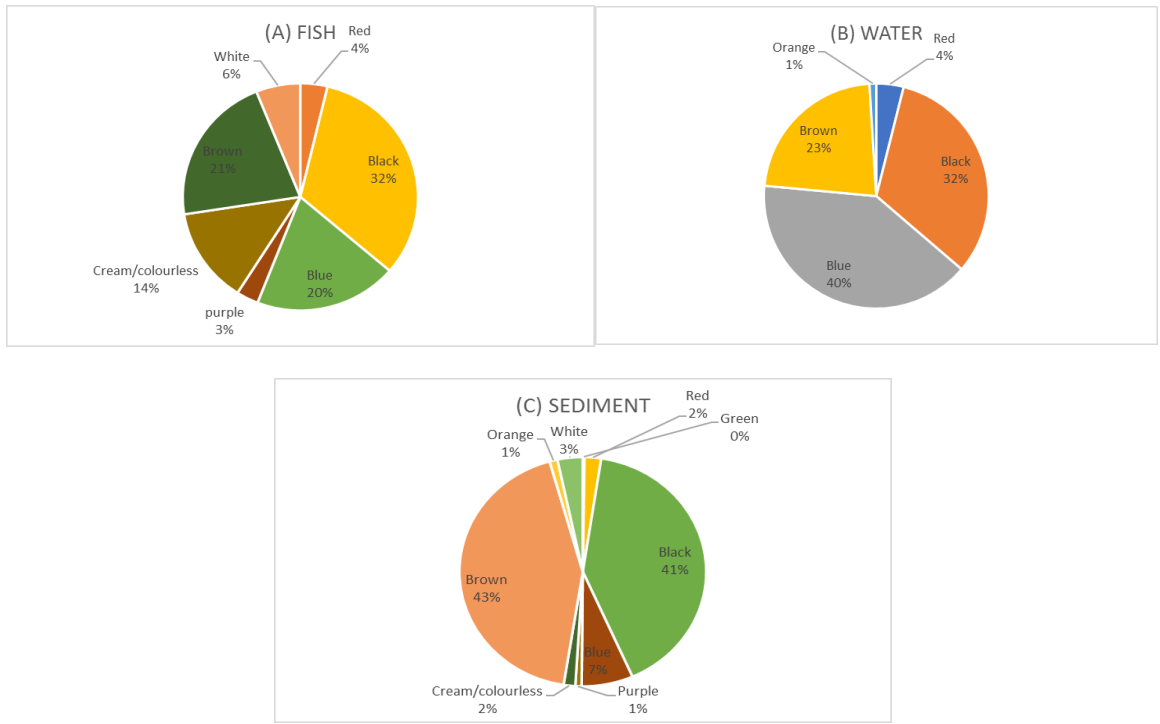 (A) FISH
Red
4%
White
6%
Black
32%
Brown
21%
Cream/colourless
14%
Blue
20%
purple
3%
(B) WATER
Red
4%
Orange
1%
Brown
23%
Black
32%
Blue
40%
(C) SEDIMENT
Red
2%
Green
0%
Orange
1%
White
3%
Black
41%
Brown
43%
Blue
7%
Cream/colourless
2%
Purple
1%